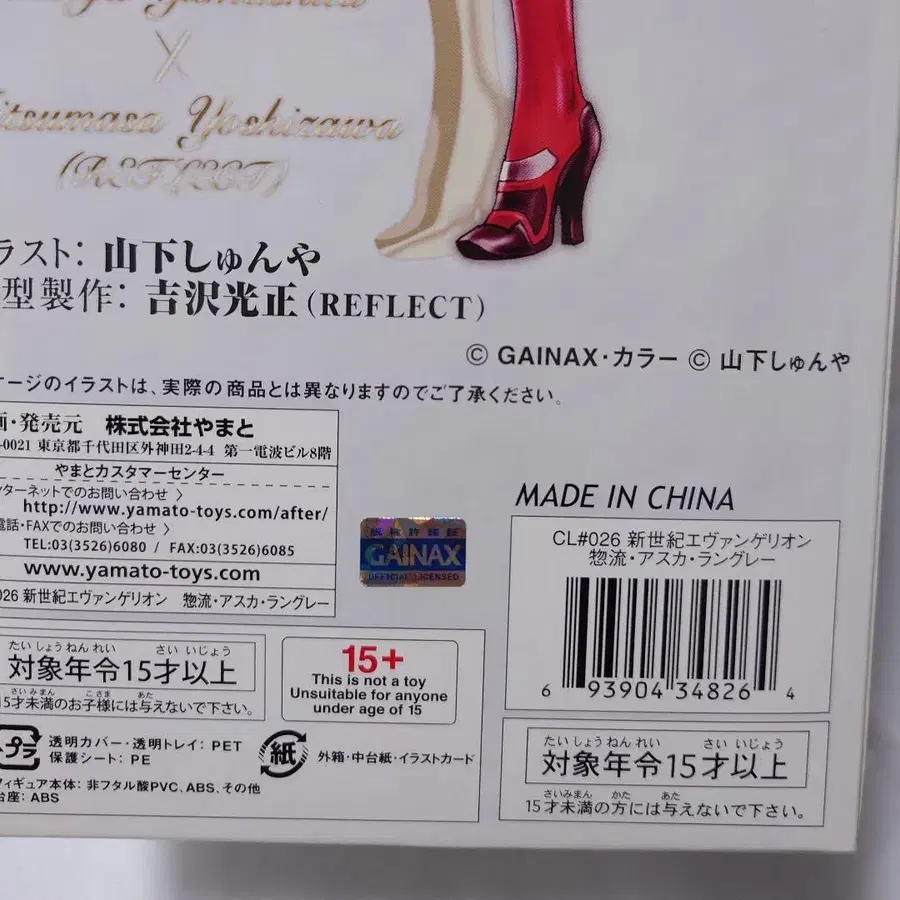 X
Yoshizawa
(REFLECT)
ラスト: 山下しゅんや
型製作: 吉沢光正 (REFLECT)
© GAINAX・カラー © 山下しゅんや
ージのイラストは、実際の商品とは異なりますのでご了承ください。
・発売元 株式会社やまと
-0021 東京都千代田区外神田2-4-4 第一電波ビル8階
やまとカスタマーセンター
ターネットでのお問い合わせ 〉
http://www.yamato-toys.com/after/
電話・FAXでのお問い合わせ 〉
TEL:03(3526)6080 / FAX:03(3526)6085
www.yamato-toys.com
026 新世紀エヴァンゲリオン 惣流・アスカ・ラングレー
版権許諾証
GAINAX
OFFICIAL LICENSED
MADE IN CHINA
CL#026 新世紀エヴァンゲリオン
惣流・アスカ・ラングレー
6 93904 34826 4
たいしょうねんれい さいいじょう
対象年令15才以上
さいみまん こさま あた
15才未満のお子様には与えないで下さい。
15+
This is not a toy
Unsuitable for anyone
under age of 15
プラ
透明カバー・透明トレイ: PET
保護シート: PE
紙
外箱・中台紙・イラストカード
フィギュア本体: 非フタル酸PVC、ABS、その他
台座: ABS
たいしょうねんれい さいいじょう
対象年令15才以上
さいみまん かた あた
15才未満の方には与えないで下さい。